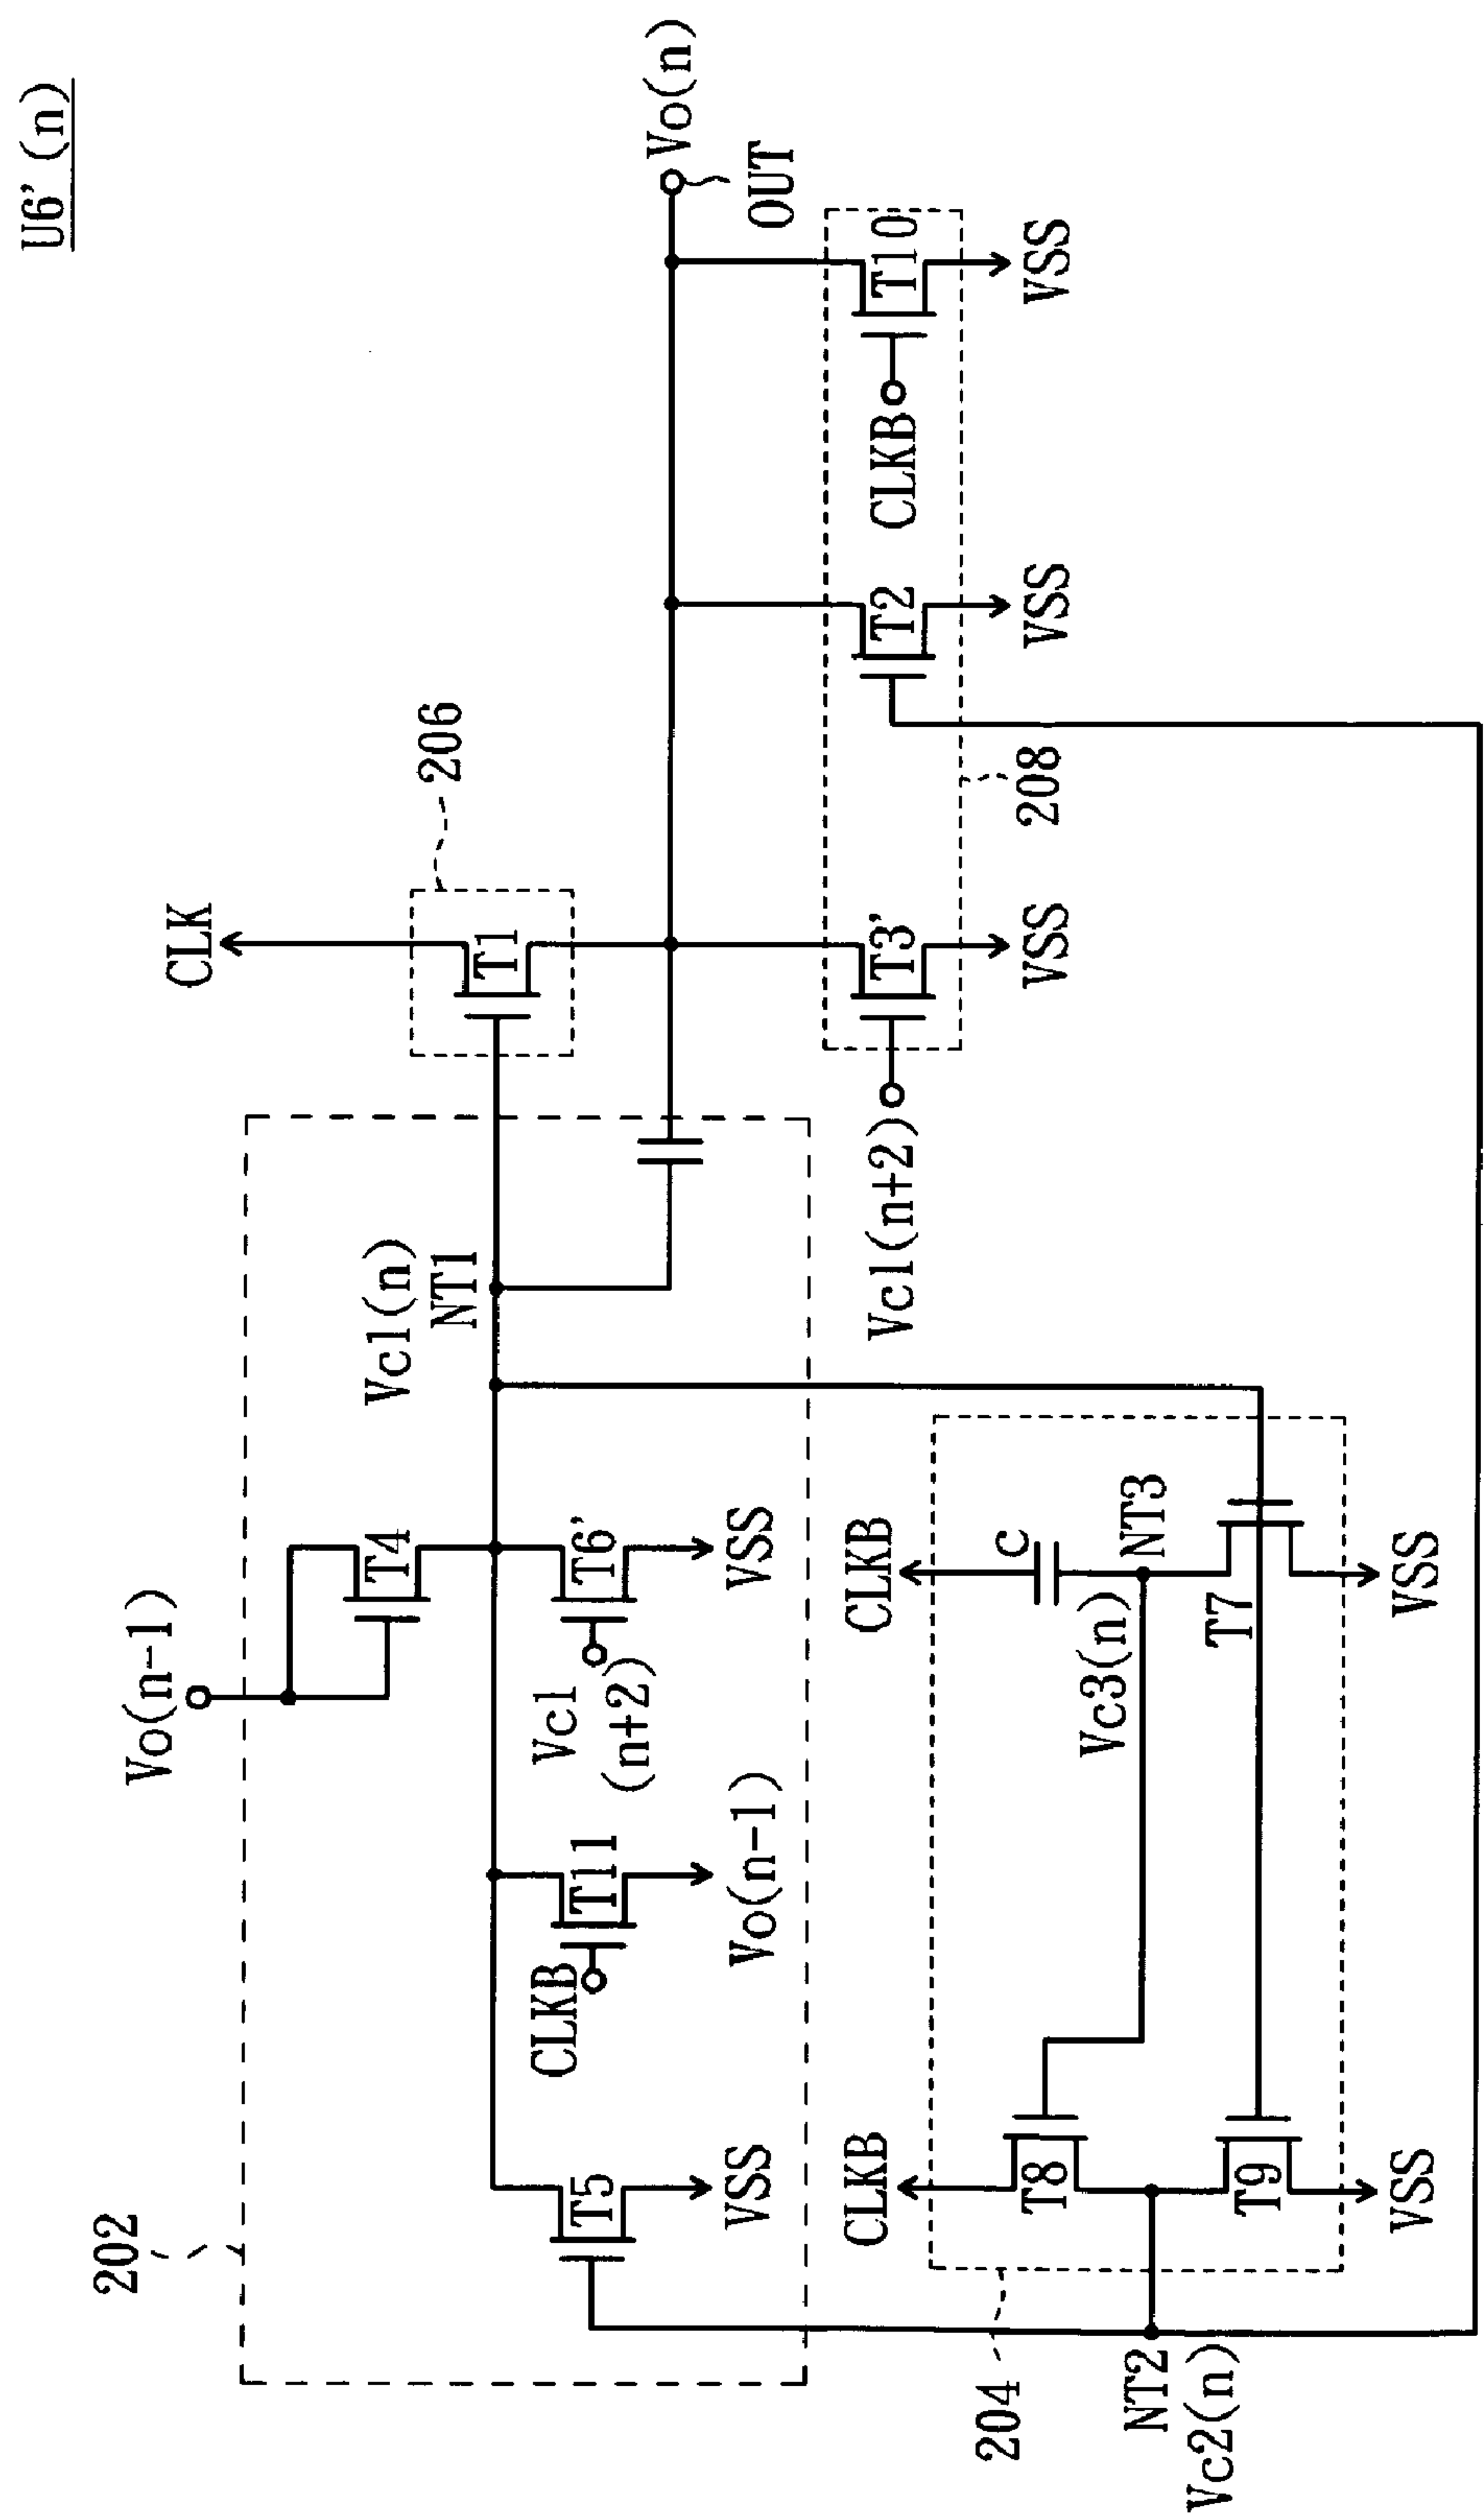 U6'(n)
202
Vo(n-1)
CLK
206
T4
T1
Vc1(n)
NT1
Vo(n)
OUT
T5
CLKB
T11
Vc1
(n+2)
T6'
VSS
Vo(n-1)
VSS
Vc1(n+2)
T3'
T2
CLKB
T10
VSS
208
VSS
VSS
204
CLKB
CLKB
C
T8
Vc3(n)
NT3
NT2
Vc2(n)
T9
T7
VSS
VSS